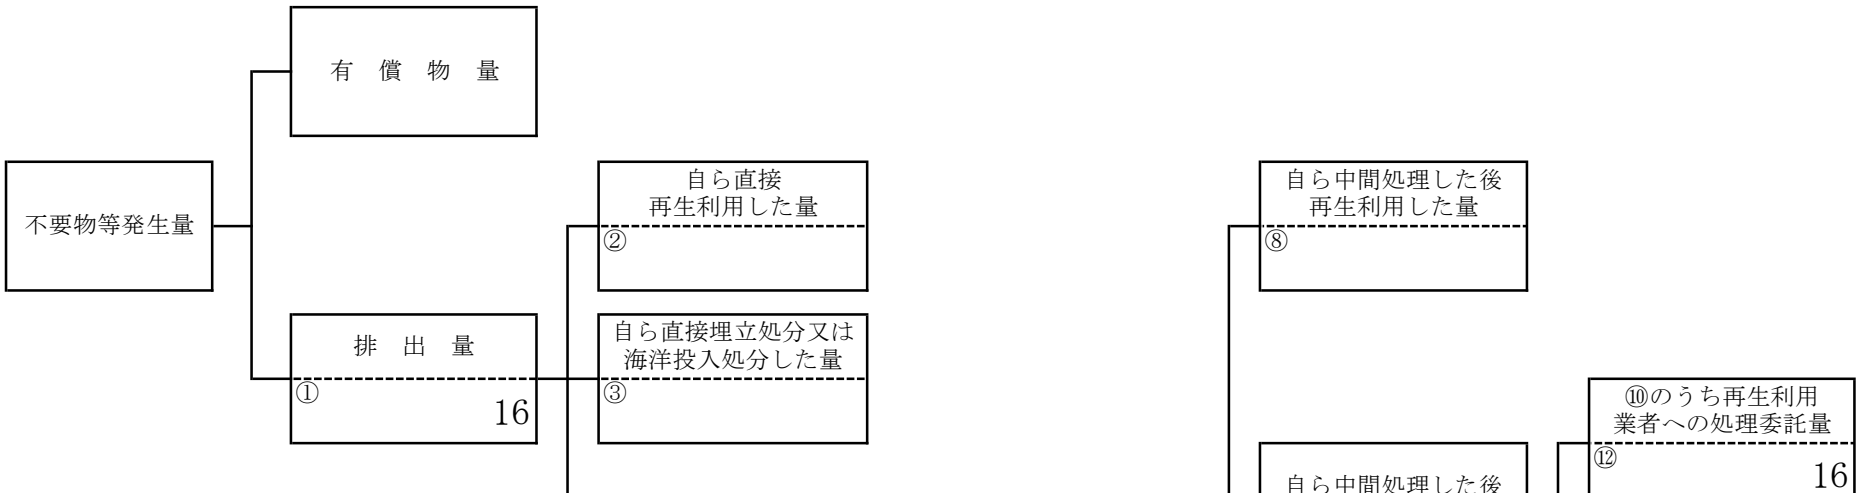 有 償 物 量
不要物等発生量
排 出 量
①
16
自ら直接
再生利用した量
②
自ら直接埋立処分又は
海洋投入処分した量
③
自ら中間処理した後
再生利用した量
⑧
自ら中間処理した後
⑩のうち再生利用
業者への処理委託量
⑫
16